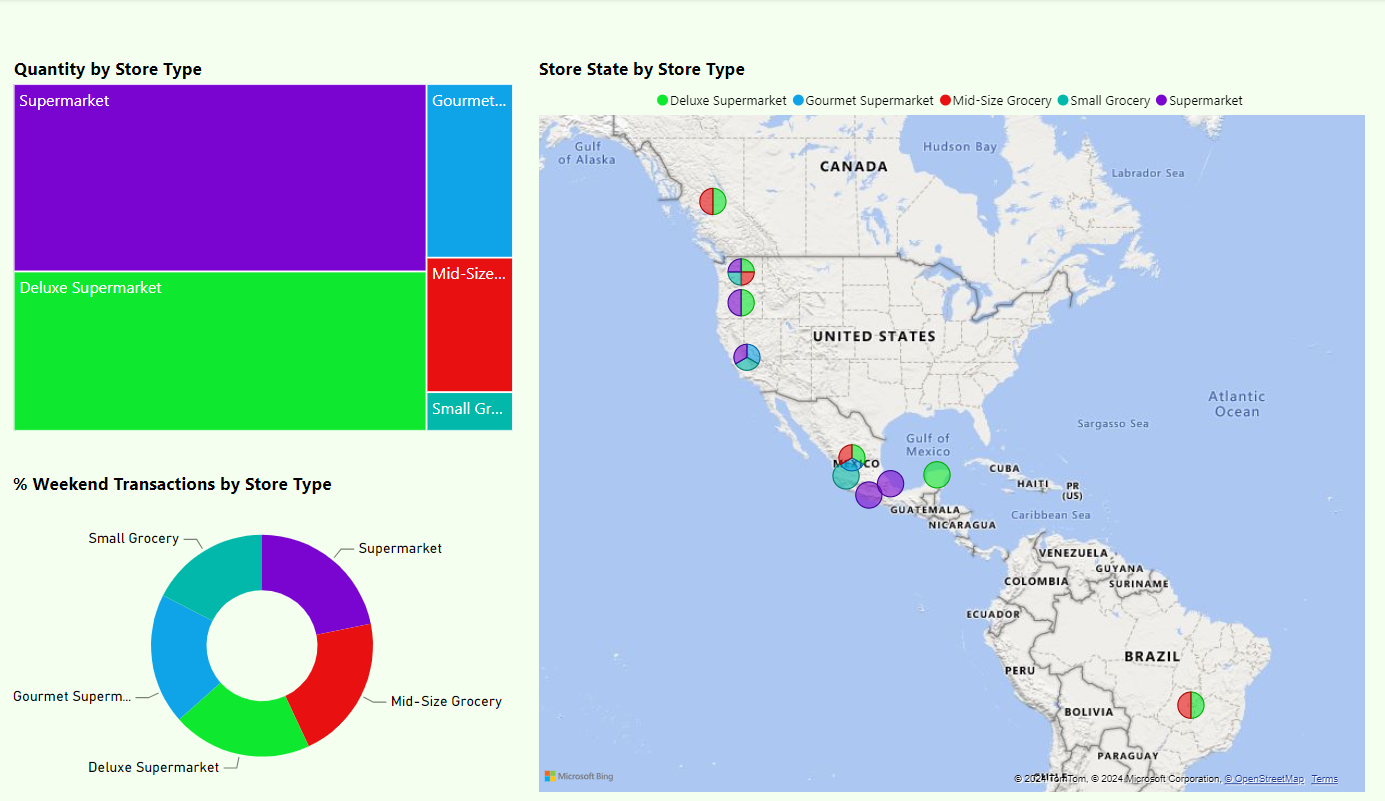 Quantity by Store Type
Supermarket
Gourmet...
Deluxe Supermarket
Mid-Size...
Small Gr...
% Weekend Transactions by Store Type
Small Grocery
Supermarket
Gourmet Superm...
Mid-Size Grocery
Deluxe Supermarket
Store State by Store Type
Deluxe Supermarket Gourmet Supermarket Mid-Size Grocery Small Grocery Supermarket
Gulf
of Alaska
CANADA
Hudson Bay
Labrador Sea
UNITED STATES
Atlantic
Ocean
Sargasso Sea
Gulf of
Mexico
MEXICO
CUBA
HAITI
PR
(US)
GUATEMALA
Caribbean Sea
NICARAGUA
VENEZUELA
GUYANA
COLOMBIA
SURINAME
ECUADOR
BRAZIL
PERU
BOLIVIA
PARAGUAY
Microsoft Bing
© 2024 TomTom, © 2024 Microsoft Corporation, © OpenStreetMap Terms